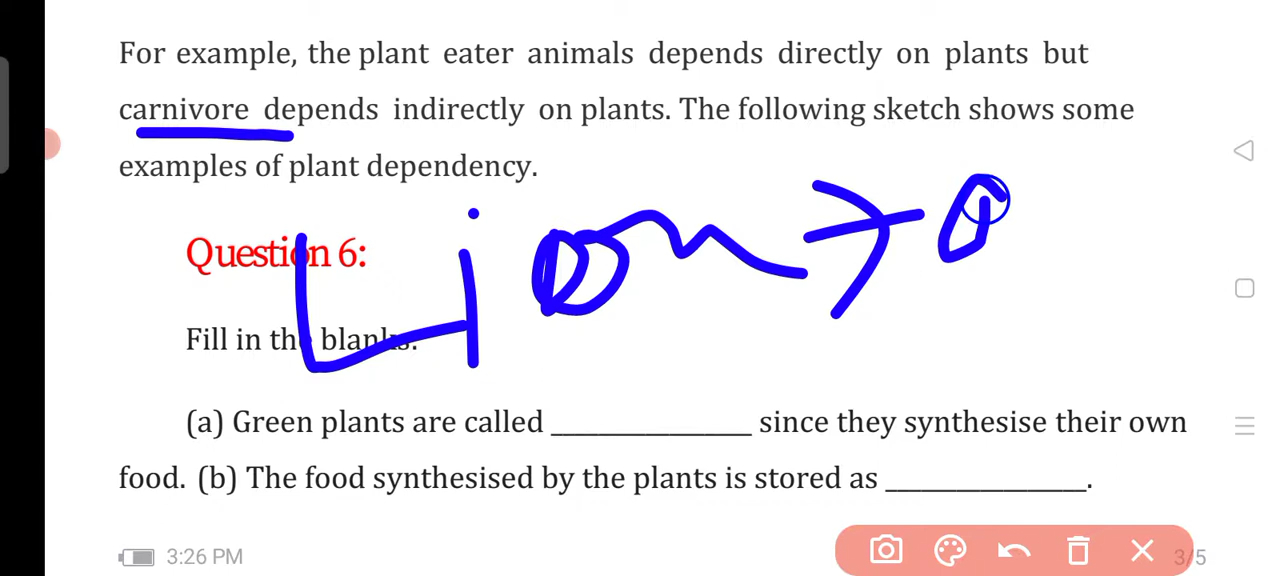 For example, the plant eater animals depends directly on plants but
carnivore depends indirectly on plants. The following sketch shows some
examples of plant dependency.
Lion →
Question 6:
Fill in the blanks.
(a) Green plants are called ______________ since they synthesise their own
food. (b) The food synthesised by the plants is stored as ______________.
3:26 PM
3/5